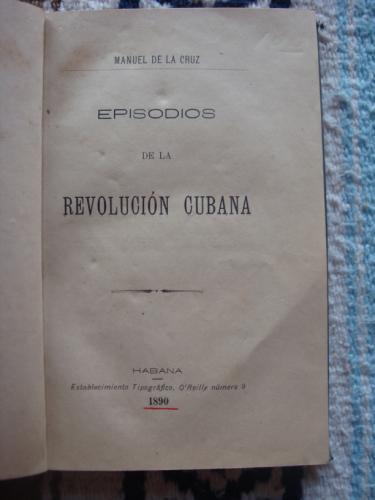 MANUEL DE LA CRUZ
EPISODIOS
DE LA
REVOLUCIÓN CUBANA
HABANA
Establecimiento Tipográfico, O'Reilly número 9
1890